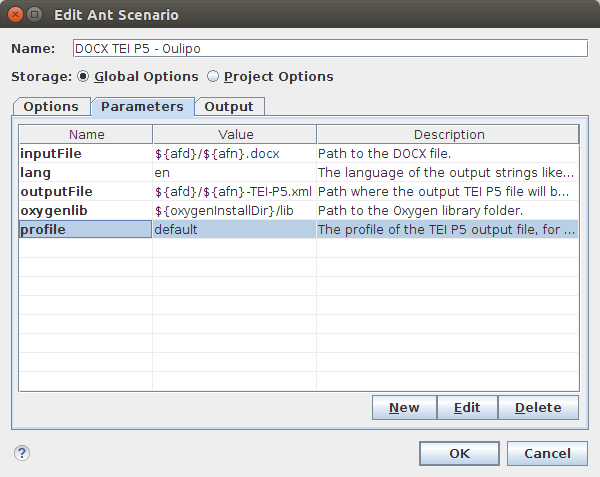 Edit Ant Scenario
Name: DOCX TEI P5 - Oulipo
Storage: Global Options Project Options
Options Parameters Output
Name Value Description
inputFile ${afd}/${afn}.docx Path to the DOCX file.
lang en The language of the output strings like...
outputFile ${afd}/${afn}-TEI-P5.xml Path where the output TEI P5 file will b...
oxygenlib ${oxygenInstallDir}/lib Path to the Oxygen library folder.
profile default The profile of the TEI P5 output file, for ...
New Edit Delete
? OK Cancel